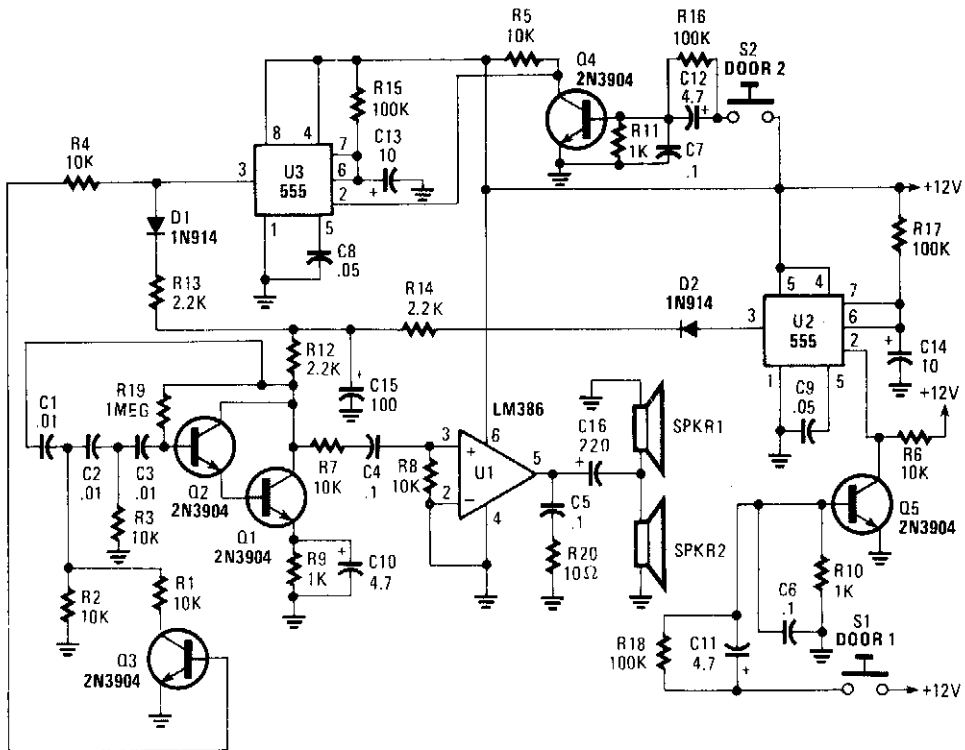 R5
10K
Q4
2N3904
R16
100K
C12
4.7
+
S2
DOOR 2
R15
100K
C13
10
+
R11
1K
C7
.1
R4
10K
8
4
7
6
2
3
U3
555
1
5
C8
.05
D1
1N914
R13
2.2K
+12V
R17
100K
R14
2.2K
D2
1N914
5
4
7
6
2
3
U2
555
1
5
C9
.05
+
C14
10
+12V
R12
2.2K
+
C15
100
R19
1MEG
C1
.01
C2
.01
C3
.01
R3
10K
Q2
2N3904
Q1
2N3904
R7
10K
C4
.1
R8
10K
LM386
3
+
2
−
6
U1
5
4
C16
220
+
SPKR1
SPKR2
C5
.1
R20
10Ω
R9
1K
+
C10
4.7
R2
10K
R1
10K
Q3
2N3904
R6
10K
Q5
2N3904
R10
1K
C6
.1
R18
100K
C11
4.7
+
S1
DOOR 1
+12V